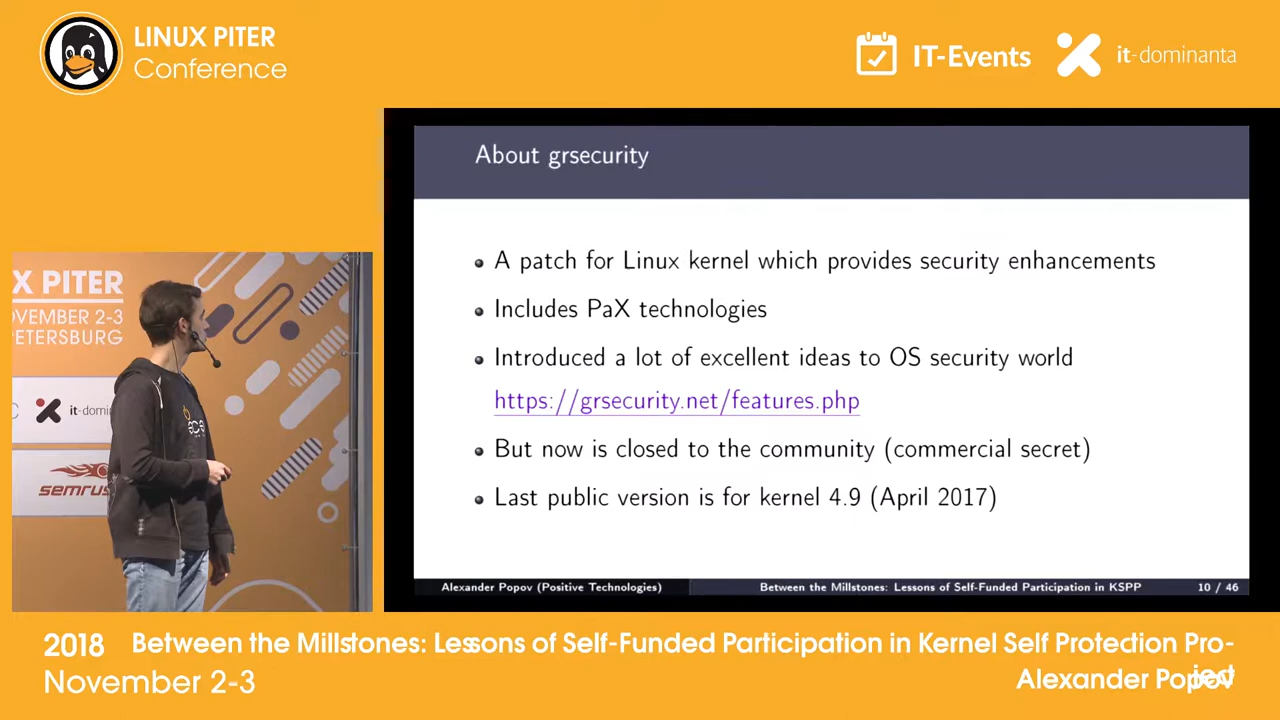 LINUX PITER
Conference
IT-Events
it-dominanta
About grsecurity
A patch for Linux kernel which provides security enhancements
Includes PaX technologies
Introduced a lot of excellent ideas to OS security world
https://grsecurity.net/features.php
But now is closed to the community (commercial secret)
Last public version is for kernel 4.9 (April 2017)
Alexander Popov (Positive Technologies)
Between the Millstones: Lessons of Self-Funded Participation in KSPP
10 / 46
X PITER
OVEMBER 2-3
PETERSBURG
C
it-domi
semrus
2018
Between the Millstones: Lessons of Self-Funded Participation in Kernel Self Protection Pro-
ject
November 2-3
Alexander Popov